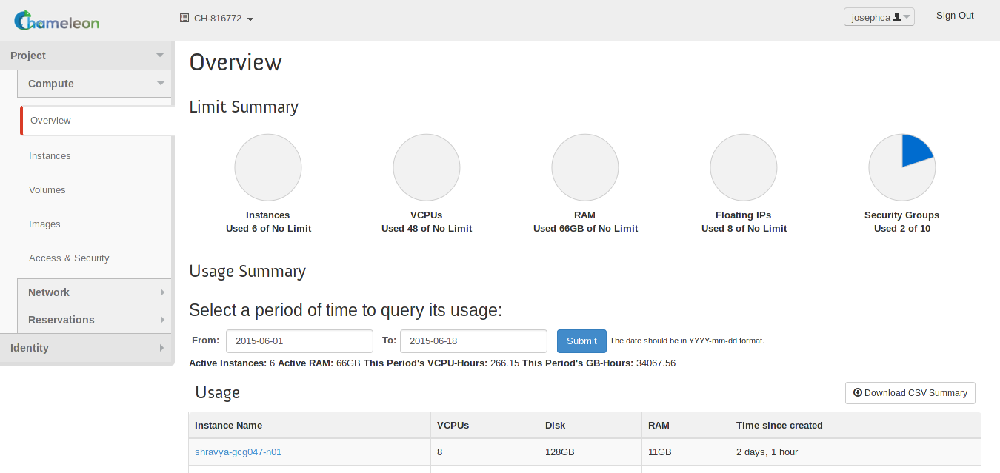 Chameleon
CH-816772
josephca
Sign Out
Project
Compute
Overview
Instances
Volumes
Images
Access & Security
Network
Reservations
Identity
Overview
Limit Summary
Instances
Used 6 of No Limit
VCPUs
Used 48 of No Limit
RAM
Used 66GB of No Limit
Floating IPs
Used 8 of No Limit
Security Groups
Used 2 of 10
Usage Summary
Select a period of time to query its usage:
From: 2015-06-01 To: 2015-06-18 Submit The date should be in YYYY-mm-dd format.
Active Instances: 6 Active RAM: 66GB This Period's VCPU-Hours: 266.15 This Period's GB-Hours: 34067.56
Usage
Download CSV Summary
Instance Name VCPUs Disk RAM Time since created
shravya-gcg047-n01 8 128GB 11GB 2 days, 1 hour